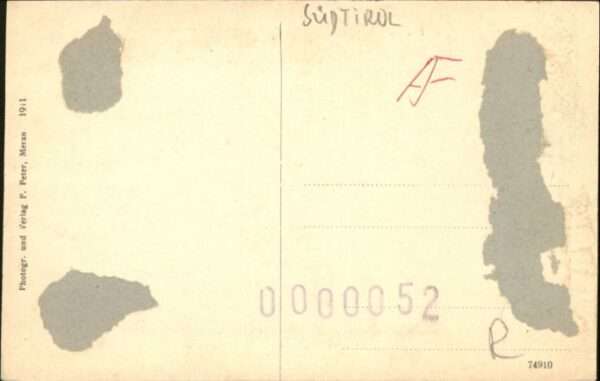 SÜDTIROL
AF
Photogr. und Verlag F. Peter, Meran 1911
0000052
R
74910